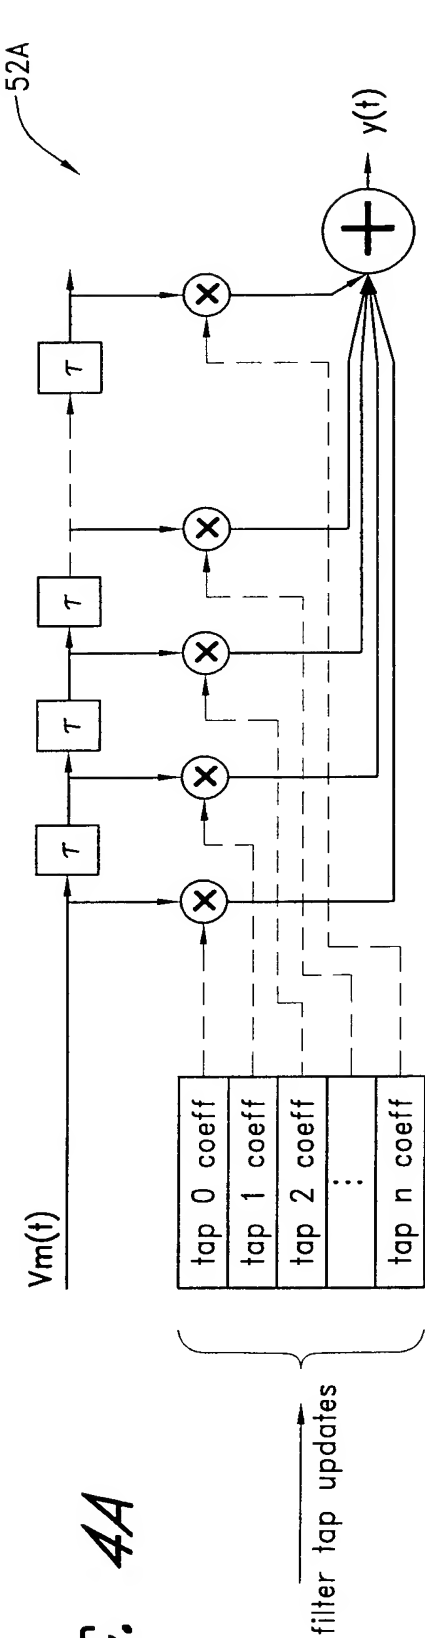 52A
Vm(t)
τ
τ
τ
τ
×
×
×
×
×
+
y(t)
tap 0 coeff
tap 1 coeff
tap 2 coeff
⋮
tap n coeff
filter tap updates
4A